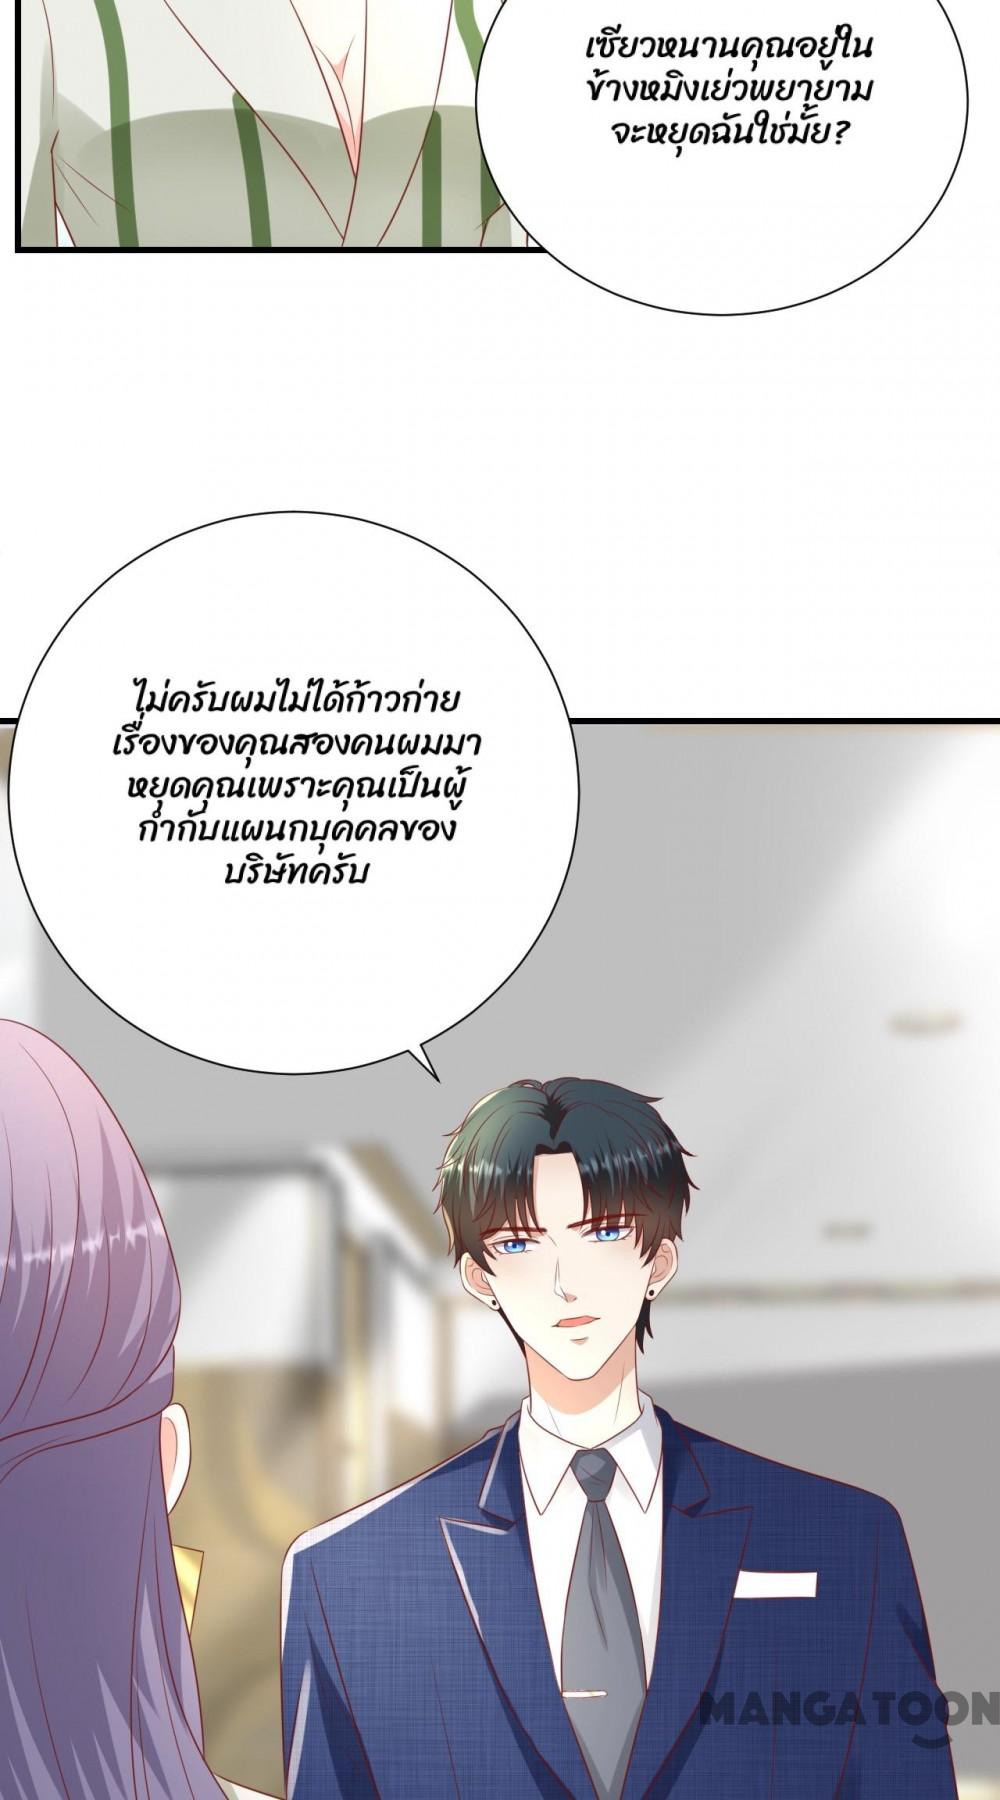 เซียวหนานคุณอยู่ใน
ข้างหมิงเย่วพยายาม
จะหยุดฉันใช่มั้ย?
ไม่ครับผมไม่ได้ก้าวก่าย
เรื่องของคุณสองคนผมมา
หยุดคุณเพราะคุณเป็นผู้
กำกับแผนกบุคคลของ
บริษัทครับ
MANGATOON